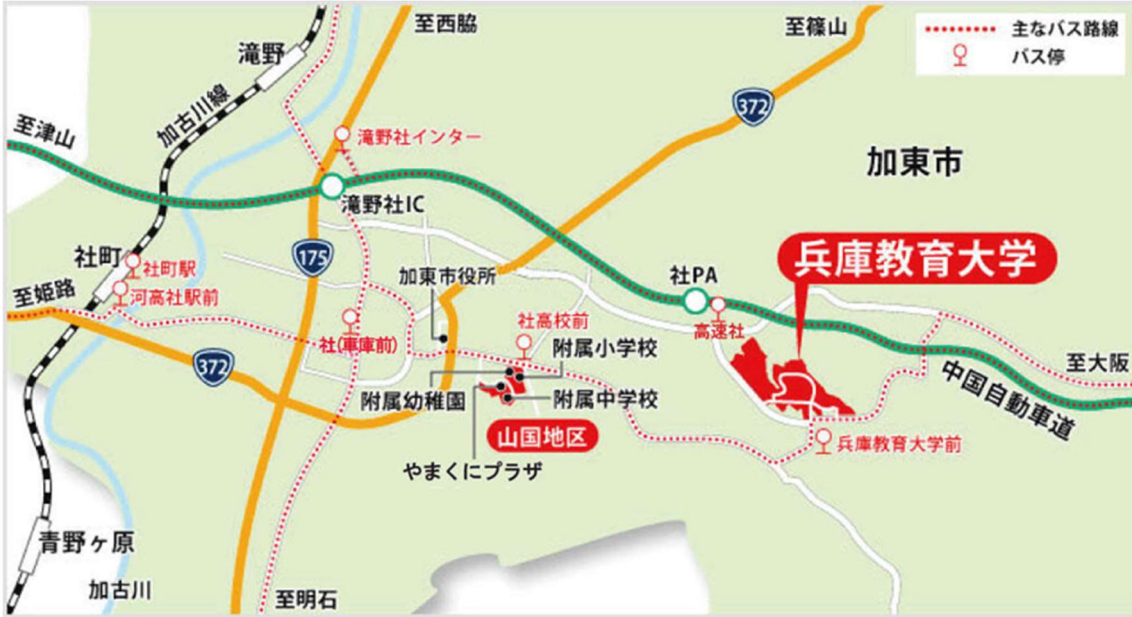 至西脇
至篠山
主なバス路線
バス停
滝野
加古川線
372
至津山
滝野社インター
加東市
滝野社IC
175
兵庫教育大学
社町
社町駅
加東市役所
社PA
至姫路
河高社駅前
社(車庫前)
社高校前
高速社
附属小学校
至大阪
372
附属幼稚園
附属中学校
中国自動車道
山国地区
兵庫教育大学前
やまくにプラザ
青野ヶ原
加古川
至明石